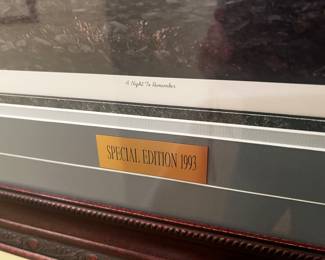 A Night To Remember
SPECIAL EDITION 1993